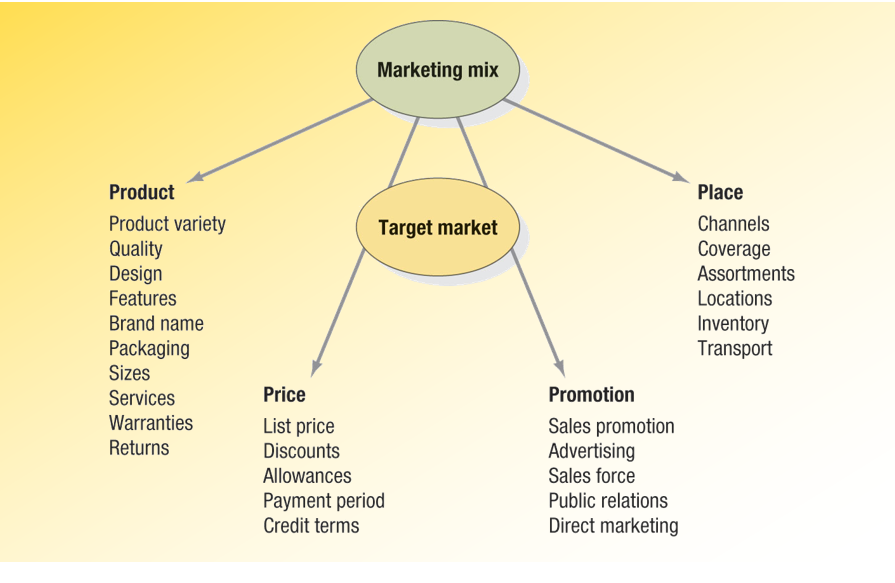 Marketing mix
Target market
Product
Product variety
Quality
Design
Features
Brand name
Packaging
Sizes
Services
Warranties
Returns
Price
List price
Discounts
Allowances
Payment period
Credit terms
Promotion
Sales promotion
Advertising
Sales force
Public relations
Direct marketing
Place
Channels
Coverage
Assortments
Locations
Inventory
Transport